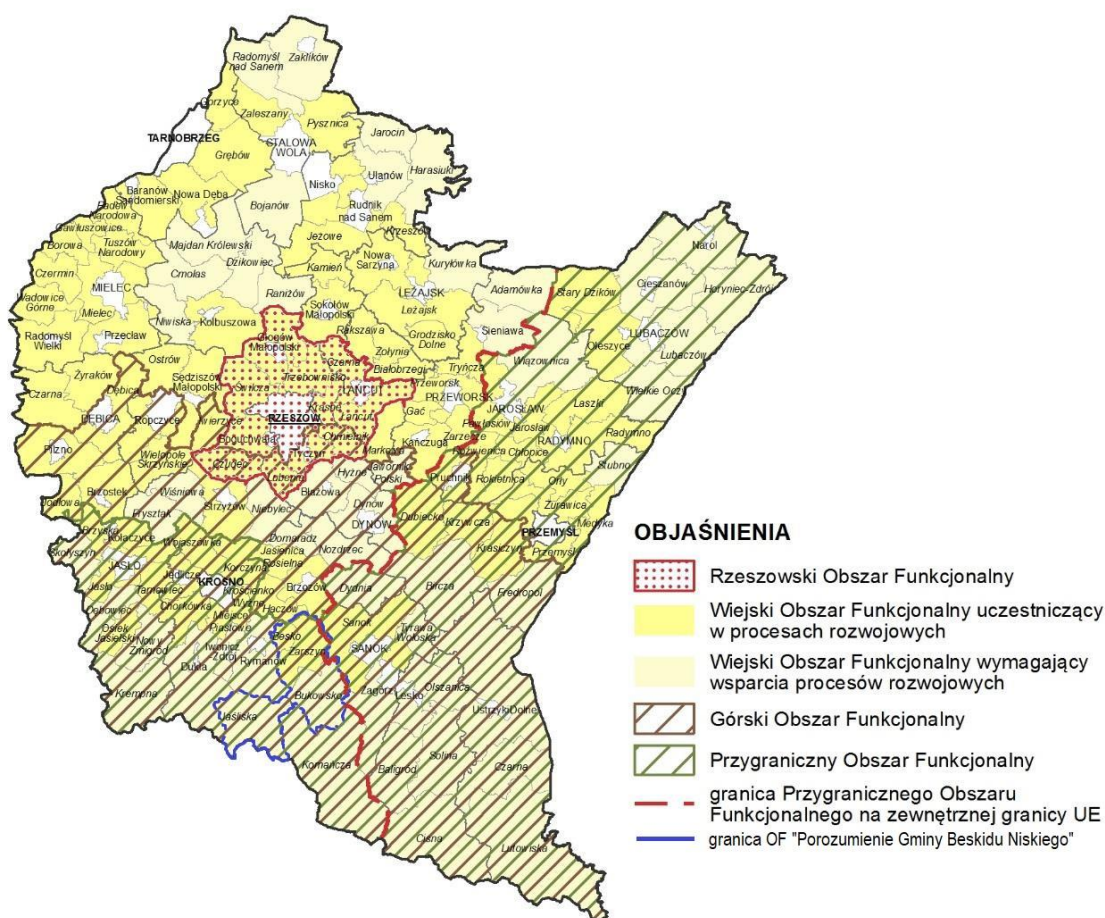 Radomyśl
nad Sanem
Zaklików
Gorzyce
Zaleszany
Pysznica
TARNOBRZEG
STALOWA
WOLA
Jarocin
Grębów
Harasiuki
Ulanów
Nisko
Baranów
Sandomierski
Nowa Dęba
Rudnik
nad Sanem
Padew
Narodowa
Bojanów
Gawłuszowice
Krzeszów
Borowa
Tuszów
Narodowy
Jeżowe
Narol
Majdan Królewski
Nowa
Sarzyna
Dzikowiec
Kamień
Kuryłówka
Czermin
Cmolas
Cieszanów
Horyniec-Zdrój
MIELEC
Adamówka
Stary Dzików
Wadowice
Górne
Raniżów
LEŻAJSK
Leżajsk
Mielec
Niwiska
Kolbuszowa
Sokołów
Małopolski
Sieniawa
LUBACZÓW
Oleszyce
Radomyśl
Wielki
Przecław
Głogów
Małopolski
Rakszawa
Grodzisko
Dolne
Lubaczów
Ostrów
Żołynia
Wiązownica
Czarna
Białobrzegi
Tryńcza
Żyraków
Sędziszów
Małopolski
Trzebownisko
Przeworsk
Wielkie Oczy
Dębica
Świlcza
ŁAŃCUT
PRZEWORSK
JAROSŁAW
Czarna
Krasne
Gać
Laszki
DĘBICA
Ropczyce
Iwierzyce
RZESZÓW
Łańcut
Pawłosiów
Jarosław
Radymno
Boguchwała
Chmielnik
Kańczuga
Zarzecze
RADYMNO
Pilzno
Tyczyn
Markowa
Roźwienica
Chłopice
Wielopole
Skrzyńskie
Czudec
Lubenia
Hyżne
Jawornik
Polski
Pruchnik
Rokietnica
Stubno
Orły
Brzostek
Wiśniowa
Strzyżów
Błażowa
Jodłowa
Niebylec
Dynów
Żurawica
Frysztak
DYNÓW
Dubiecko
Krzywcza
Medyka
Brzyska
PRZEMYŚL
Kołaczyce
Domaradz
Skołyszyn
Wojaszówka
Jasienica
Rosielna
Nozdrzec
Krasiczyn
Przemyśl
JASŁO
Jedlicze
Korczyna
KROSNO
Brzozów
Dydnia
Bircza
Fredropol
Jasło
Tarnowiec
Krościenko
Wyżne
Dębowiec
Chorkówka
Haczów
Miejsce
Piastowe
Sanok
Tyrawa
Wołoska
Osiek
Jasielski
Nowy
Żmigród
Besko
Iwonicz
-Zdrój
Zarszyn
SANOK
Dukla
Rymanów
Zagórz
Lesko
Olszanica
Krempna
Bukowsko
Ustrzyki Dolne
Jaśliska
Solina
Komańcza
Baligród
Czarna
Cisna
Lutowiska
OBJAŚNIENIA
Rzeszowski Obszar Funkcjonalny
Wiejski Obszar Funkcjonalny uczestniczący
w procesach rozwojowych
Wiejski Obszar Funkcjonalny wymagający
wsparcia procesów rozwojowych
Górski Obszar Funkcjonalny
Przygraniczny Obszar Funkcjonalny
granica Przygranicznego Obszaru
Funkcjonalnego na zewnętrznej granicy UE
granica OF "Porozumienie Gminy Beskidu Niskiego"